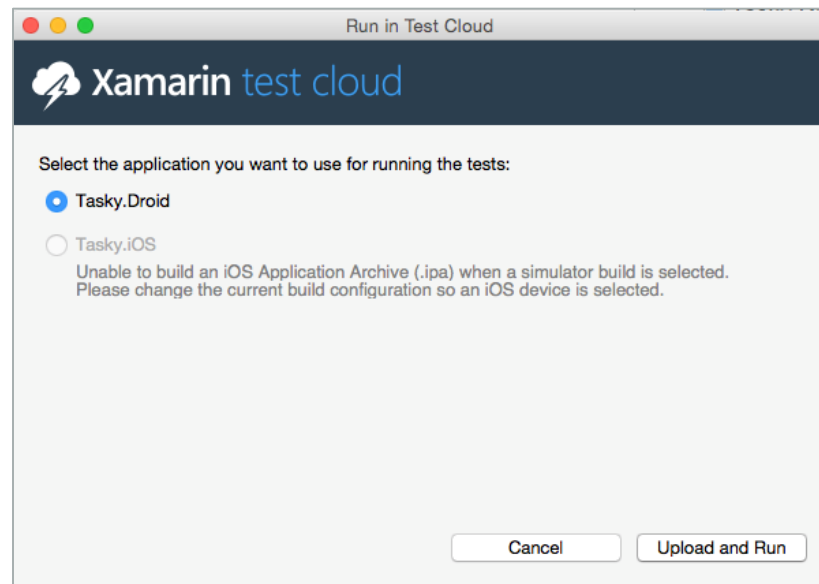 Run in Test Cloud
Xamarin test cloud
Select the application you want to use for running the tests:
Tasky.Droid
Tasky.iOS
Unable to build an iOS Application Archive (.ipa) when a simulator build is selected.
Please change the current build configuration so an iOS device is selected.
Cancel
Upload and Run